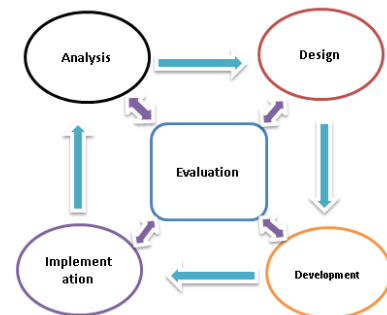 Analysis
Design
Evaluation
Implement
ation
Development